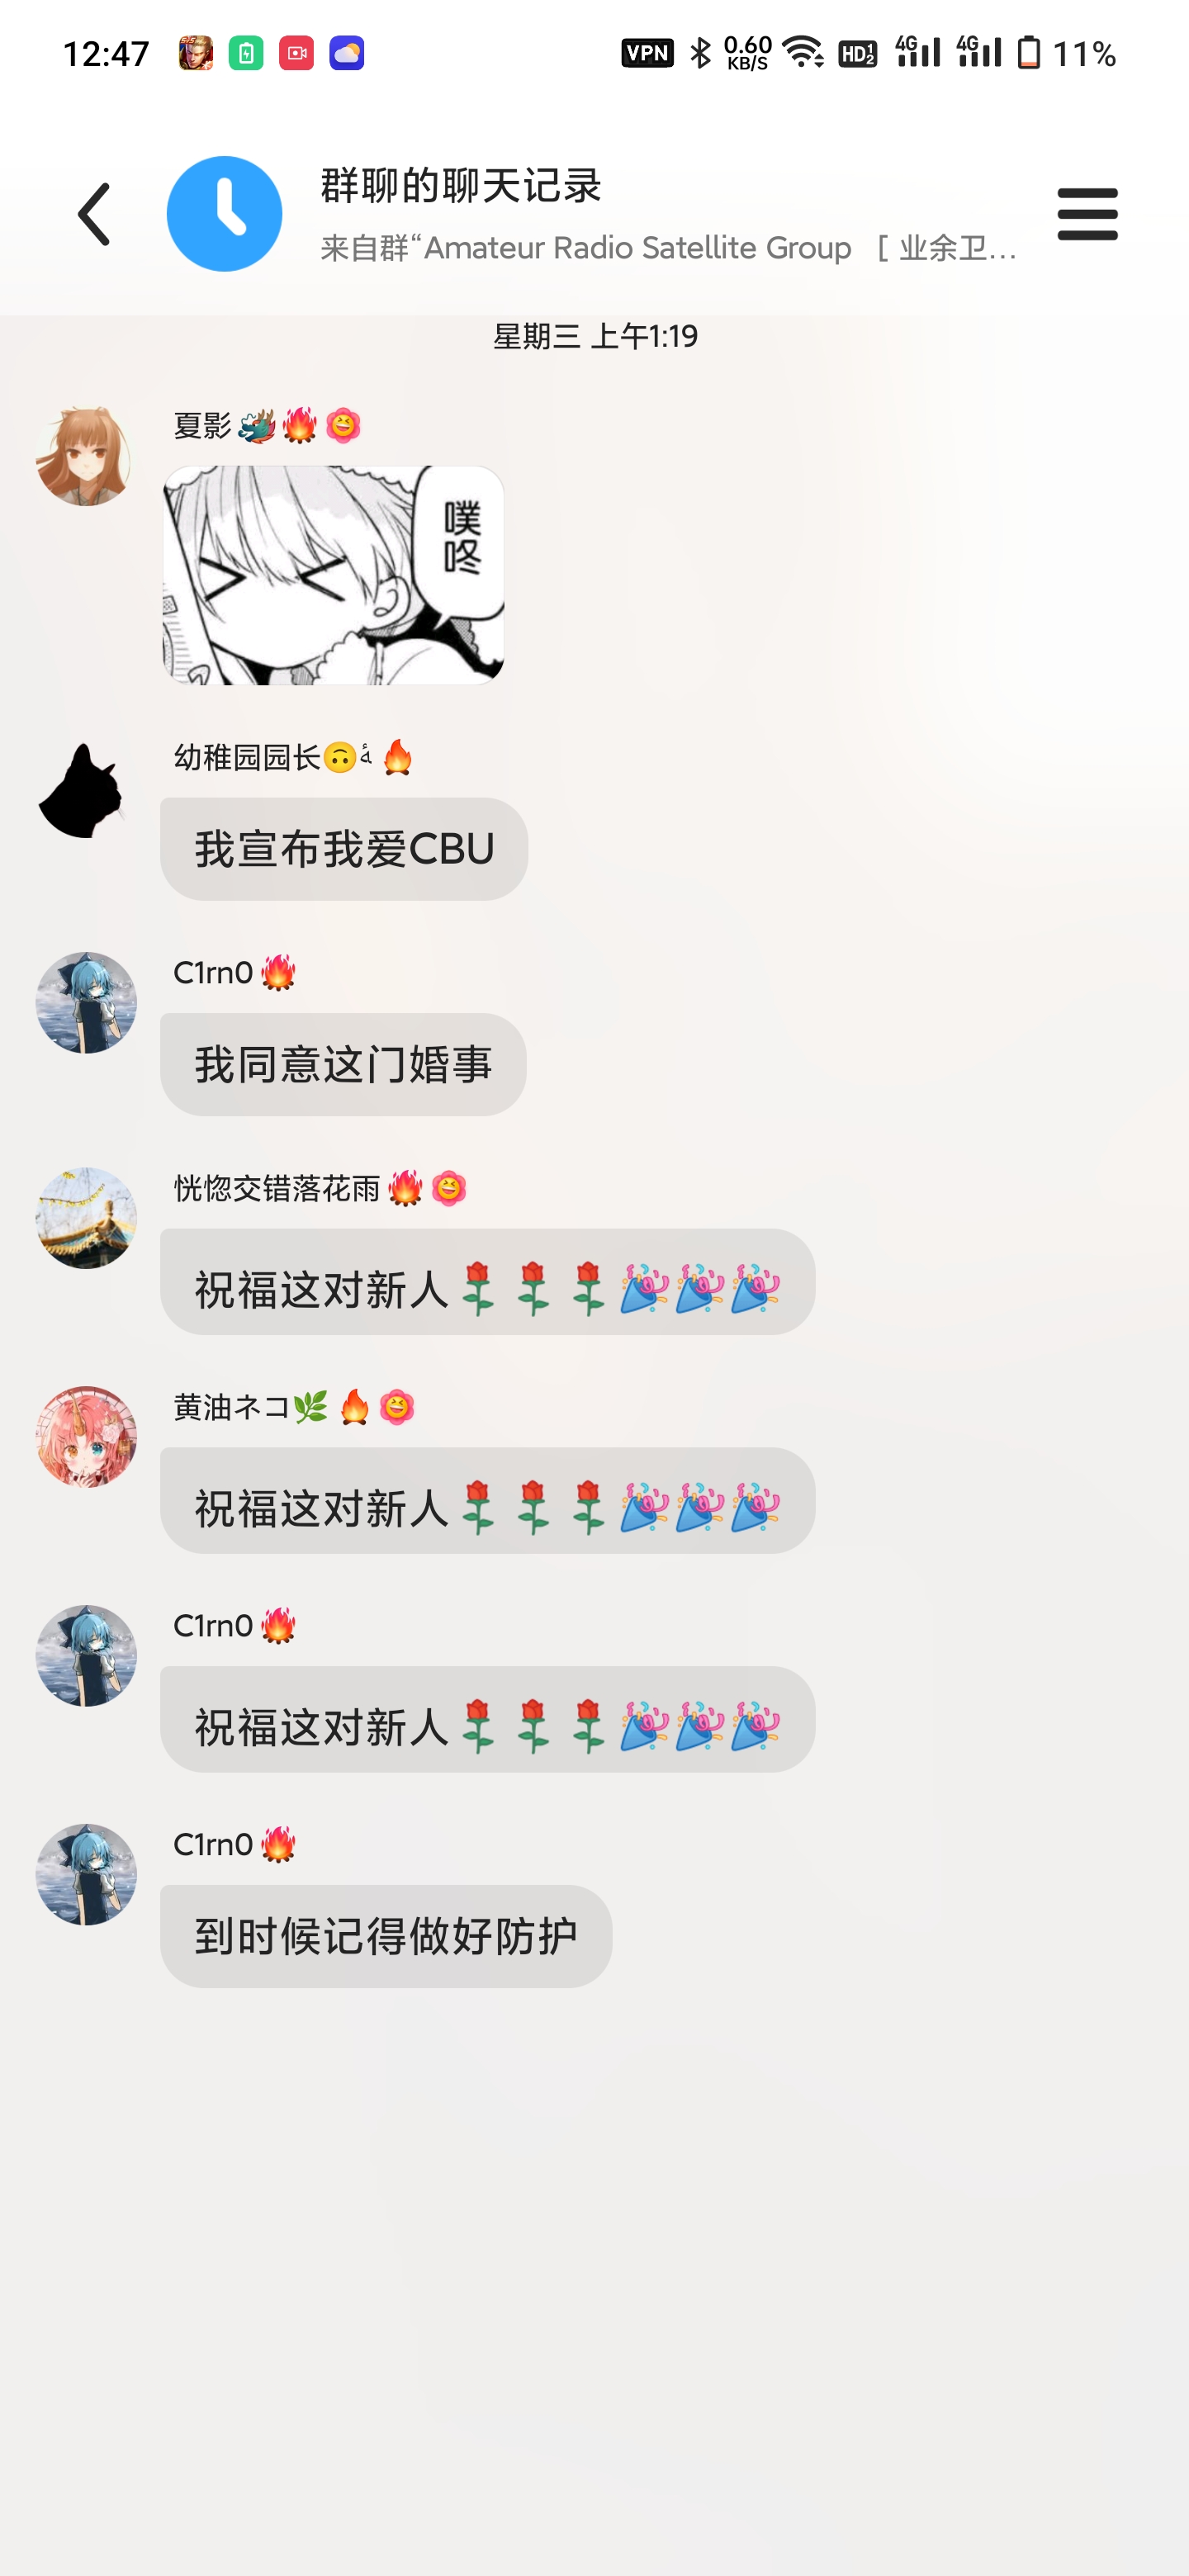 12:47 VPN 0.60 KB/S HD 1 2 4G 4G 11%
群聊的聊天记录
来自群“Amateur Radio Satellite Group [ 业余卫...
星期三 上午1:19
夏影🐲🔥
噗咚
幼稚园园长🙃🔥
我宣布我爱CBU
C1rn0🔥
我同意这门婚事
恍惚交错落花雨🔥
祝福这对新人🌹🌹🌹🎉🎉🎉
黄油ネコ🌿🔥
祝福这对新人🌹🌹🌹🎉🎉🎉
C1rn0🔥
祝福这对新人🌹🌹🌹🎉🎉🎉
C1rn0🔥
到时候记得做好防护